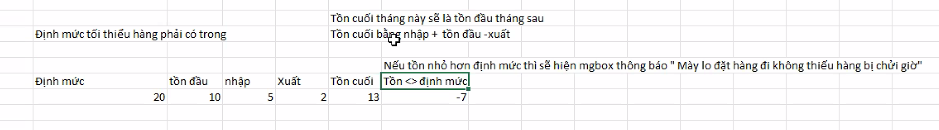 Tồn cuối tháng này sẽ là tồn đầu tháng sau
Định mức tối thiểu hàng phải có trong Tồn cuối bằng nhập + tồn đầu -xuất
Nếu tồn nhỏ hơn định mức thì sẽ hiện mgbox thông báo " Mày lo đặt hàng đi không thiếu hàng bị chửi giờ"
Định mức tồn đầu nhập Xuất Tồn cuối Tồn <> định mức
20 10 5 2 13 -7